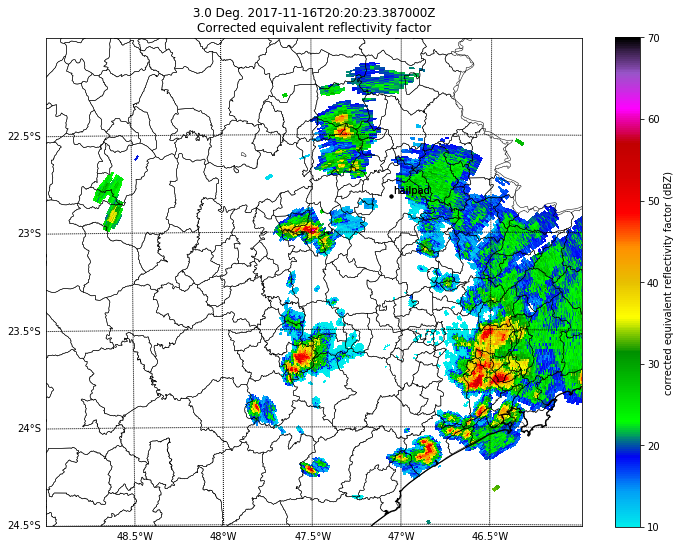 3.0 Deg. 2017-11-16T20:20:23.387000Z
Corrected equivalent reflectivity factor
22.5°S
23°S
23.5°S
24°S
24.5°S
48.5°W
48°W
47.5°W
47°W
46.5°W
hailpad
70
60
50
40
30
20
10
corrected equivalent reflectivity factor (dBZ)